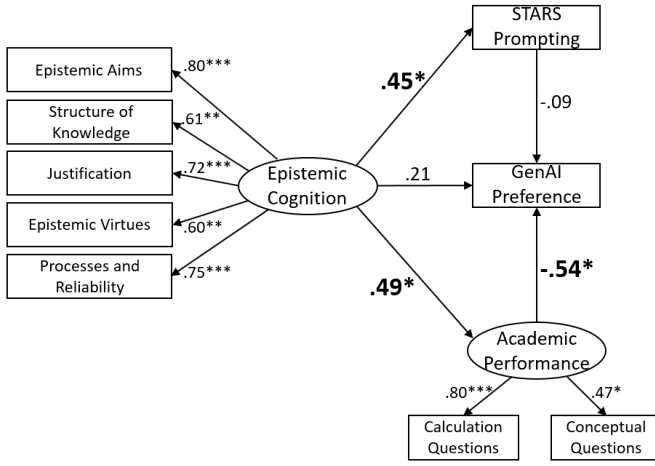 STARS
Prompting
Epistemic Aims
.80***
.45*
-.09
Structure of
Knowledge
.61**
Justification
.72***
Epistemic
Cognition
.21
GenAI
Preference
Epistemic Virtues
.60**
Processes and
Reliability
.75***
.49*
-.54*
Academic
Performance
.80***
.47*
Calculation
Questions
Conceptual
Questions